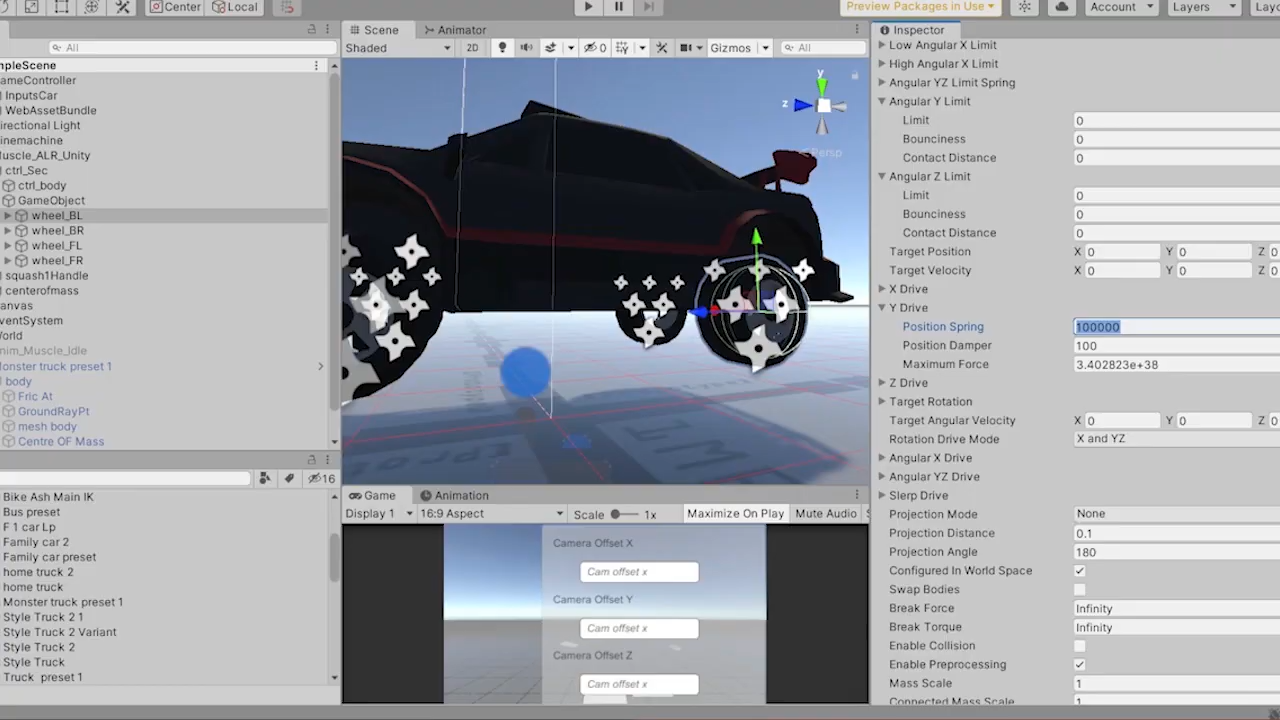 Center Local Preview Packages in Use Account Layers
All
mpleScene
ameController
InputsCar
WebAssetBundle
irectional Light
inemachine
uscle_ALR_Unity
ctrl_Sec
ctrl_body
GameObject
wheel_BL
wheel_BR
wheel_FL
wheel_FR
squash1Handle
centerofmass
anvas
ventSystem
orld
nim_Muscle_Idle
onster truck preset 1
body
Fric At
GroundRayPt
mesh body
Centre OF Mass
16
Bike Ash Main IK
Bus preset
F 1 car Lp
Family car 2
Family car preset
home truck 2
home truck
Monster truck preset 1
Style Truck 2 1
Style Truck 2 Variant
Style Truck 2
Style Truck
Truck preset 1
Scene Animator
Shaded 2D 0 Gizmos All
y
z
Persp
Game Animation
Display 1 16:9 Aspect Scale 1x Maximize On Play Mute Audio
Camera Offset X
Cam offset x
Camera Offset Y
Cam offset x
Camera Offset Z
Cam offset x
Inspector
Low Angular X Limit
High Angular X Limit
Angular YZ Limit Spring
Angular Y Limit
Limit 0
Bounciness 0
Contact Distance 0
Angular Z Limit
Limit 0
Bounciness 0
Contact Distance 0
Target Position X 0 Y 0 Z 0
Target Velocity X 0 Y 0 Z 0
X Drive
Y Drive
Position Spring 100000
Position Damper 100
Maximum Force 3.402823e+38
Z Drive
Target Rotation
Target Angular Velocity X 0 Y 0 Z 0
Rotation Drive Mode X and YZ
Angular X Drive
Angular YZ Drive
Slerp Drive
Projection Mode None
Projection Distance 0.1
Projection Angle 180
Configured In World Space
Swap Bodies
Break Force Infinity
Break Torque Infinity
Enable Collision
Enable Preprocessing
Mass Scale 1
Connected Mass Scale 1